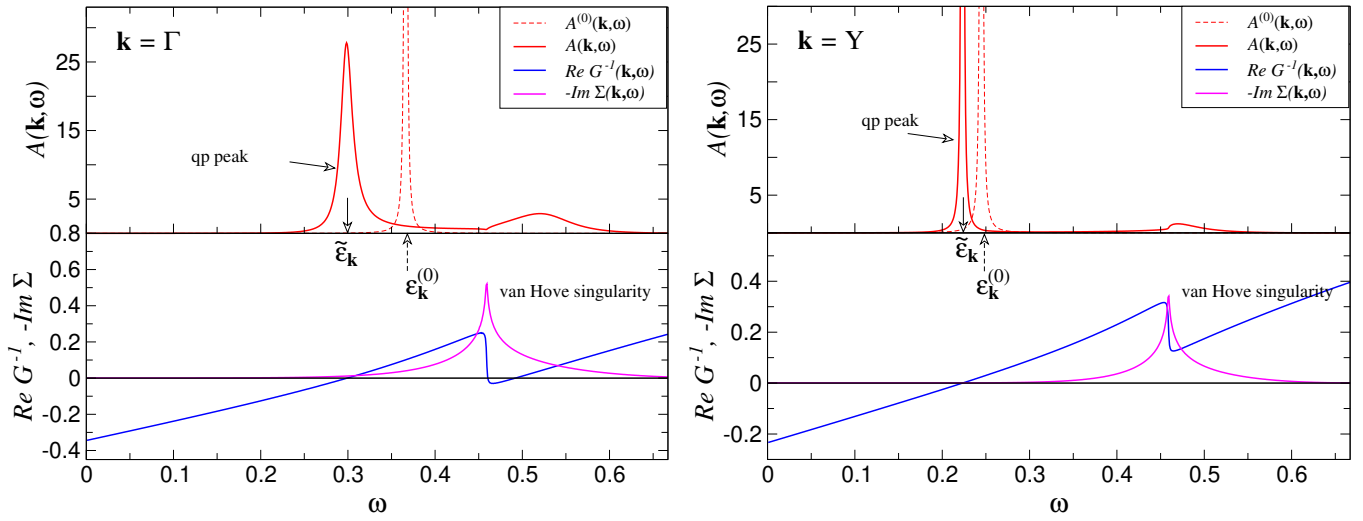 k = Γ
A⁽⁰⁾(k,ω)
A(k,ω)
Re G⁻¹(k,ω)
-Im Σ(k,ω)
qp peak
A(k,ω)
25
15
5
ε̃ₖ
εₖ⁽⁰⁾
van Hove singularity
Re G⁻¹, -Im Σ
0.8
0.6
0.4
0.2
0
-0.2
0.4
0 0.1 0.2 0.3 0.4 0.5 0.6
ω
k = Y
A⁽⁰⁾(k,ω)
A(k,ω)
Re G⁻¹(k,ω)
-Im Σ(k,ω)
qp peak
A(k,ω)
25
15
5
ε̃ₖ
εₖ⁽⁰⁾
van Hove singularity
Re G⁻¹, -Im Σ
0.4
0.2
0
-0.2
0 0.1 0.2 0.3 0.4 0.5 0.6
ω